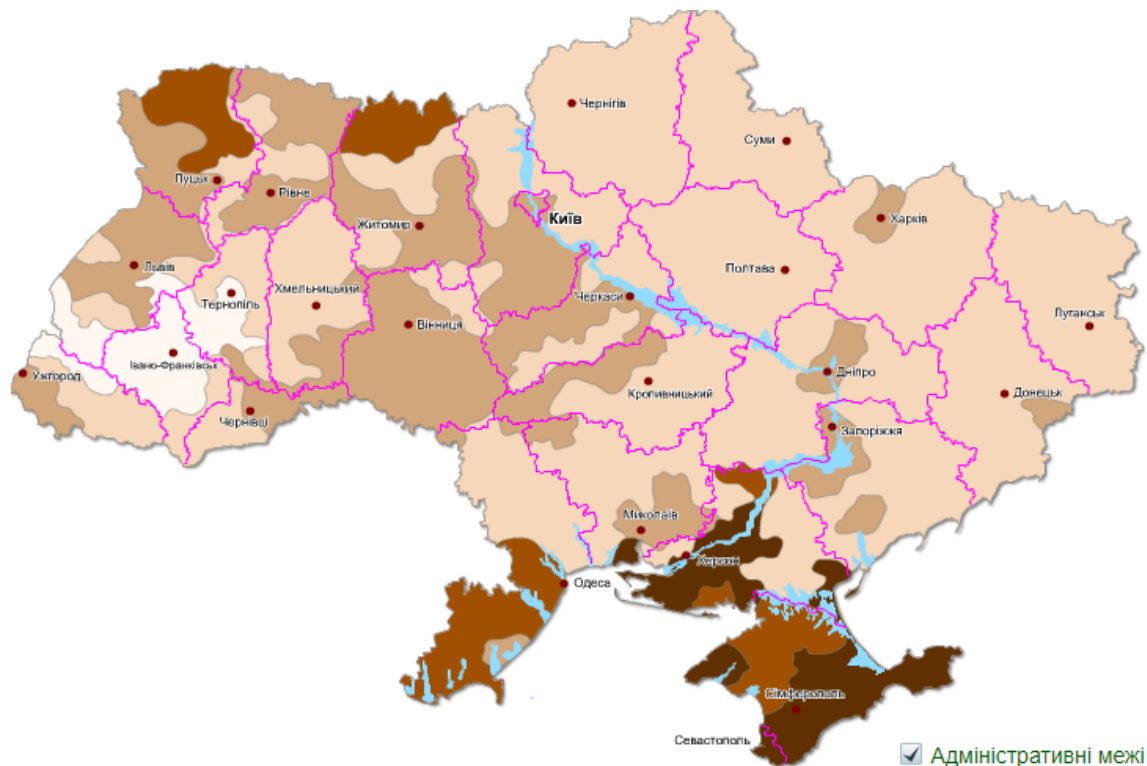 Чернігів
Суми
Луцьк
Рівне
Київ
Харків
Житомир
Львів
Полтава
Тернопіль
Хмельницький
Черкаси
Вінниця
Луганськ
Івано-Франківськ
Ужгород
Дніпро
Кропивницький
Донецьк
Чернівці
Запоріжжя
Миколаїв
Херсон
Одеса
Сімферополь
Севастополь
Адміністративні межі